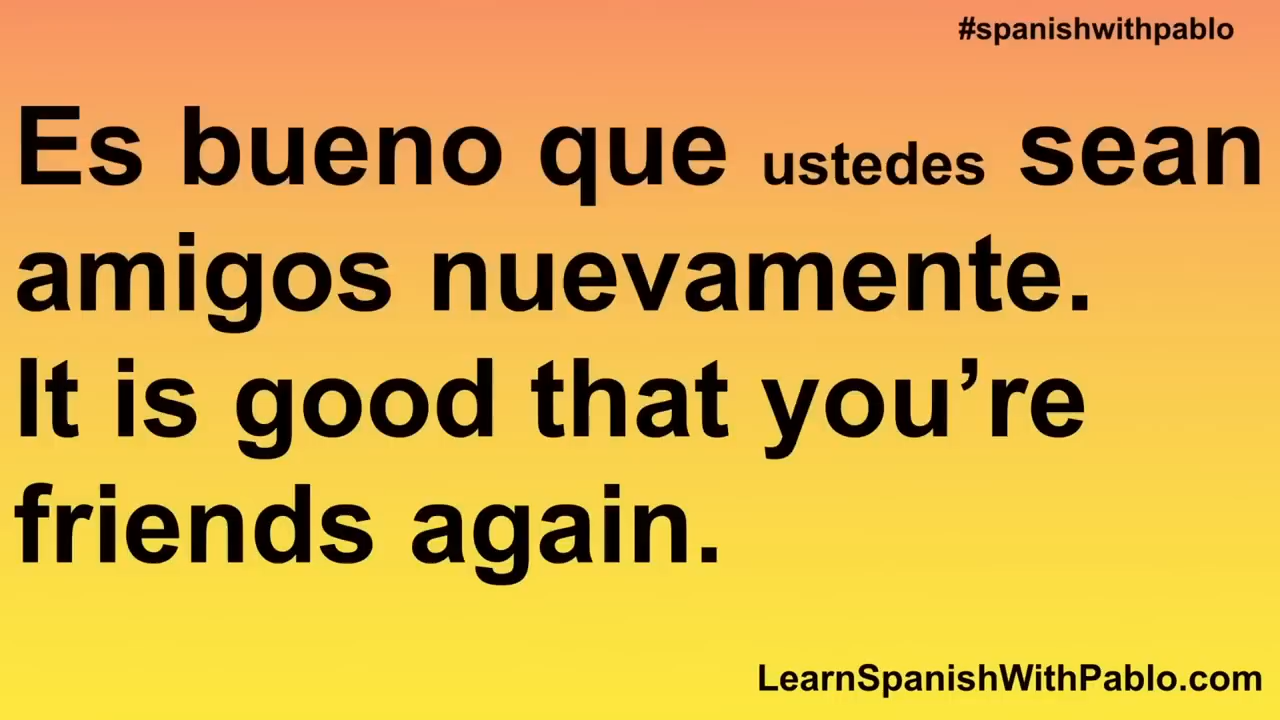 #spanishwithpablo
Es bueno que ustedes sean
amigos nuevamente.
It is good that you’re
friends again.
LearnSpanishWithPablo.com